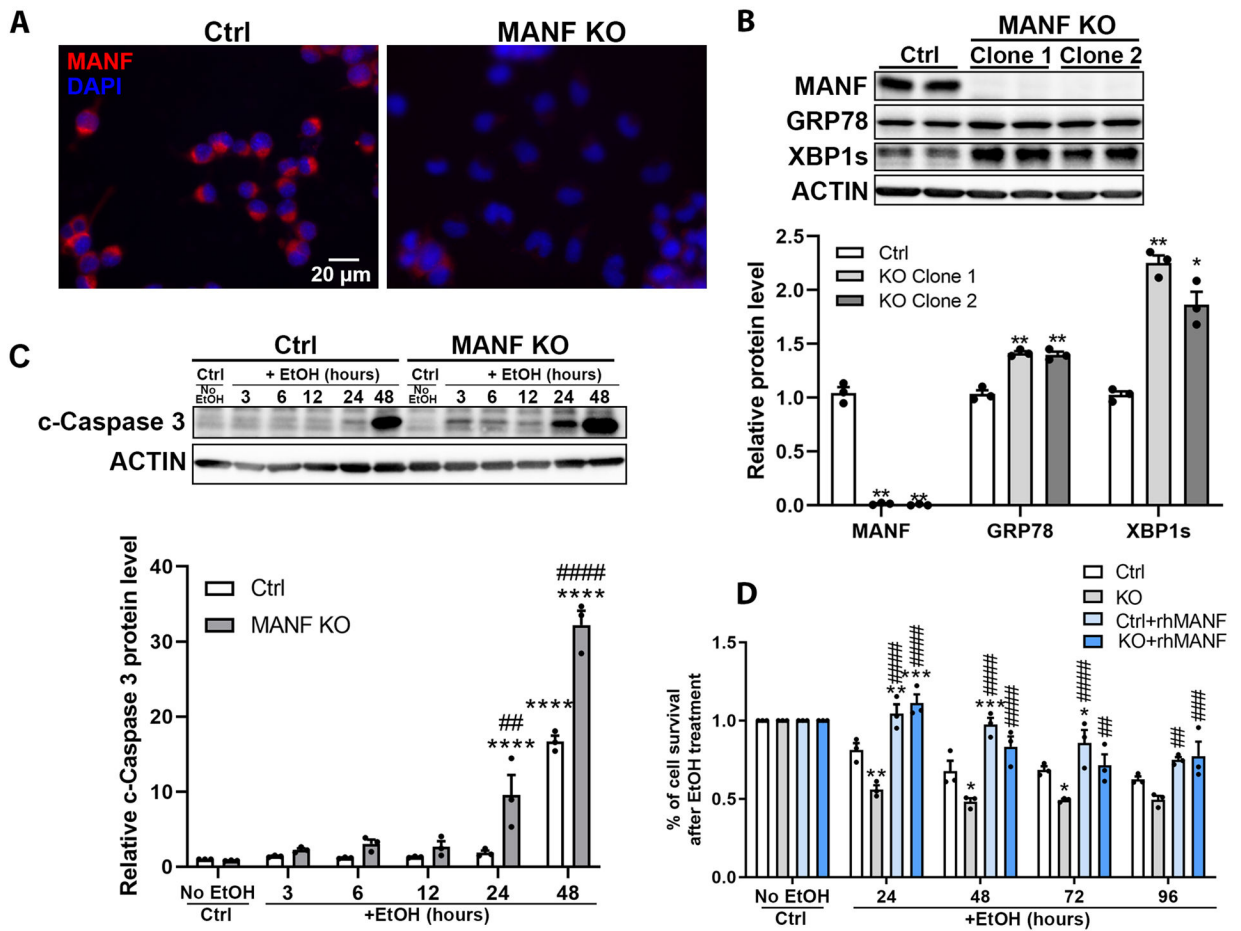 A
Ctrl
MANF KO
MANF
DAPI
20 μm
B
MANF KO
Ctrl
Clone 1
Clone 2
MANF
GRP78
XBP1s
ACTIN
Relative protein level
2.5
2.0
1.5
1.0
0.5
0.0
Ctrl
KO Clone 1
KO Clone 2
** **
** **
** *
MANF GRP78 XBP1s
C
Ctrl MANF KO
Ctrl + EtOH (hours) Ctrl + EtOH (hours)
No EtOH 3 6 12 24 48 No EtOH 3 6 12 24 48
c-Caspase 3
ACTIN
Relative c-Caspase 3 protein level
40
30
20
10
0
Ctrl
MANF KO
##
****
****
####
****
No EtOH 3 6 12 24 48
Ctrl +EtOH (hours)
D
Ctrl
KO
Ctrl+rhMANF
KO+rhMANF
% of cell survival
after EtOH treatment
1.5
1.0
0.5
0.0
**
####
**
####
****
*
####
***
####
*
####
*
##
##
###
No EtOH 24 48 72 96
Ctrl +EtOH (hours)